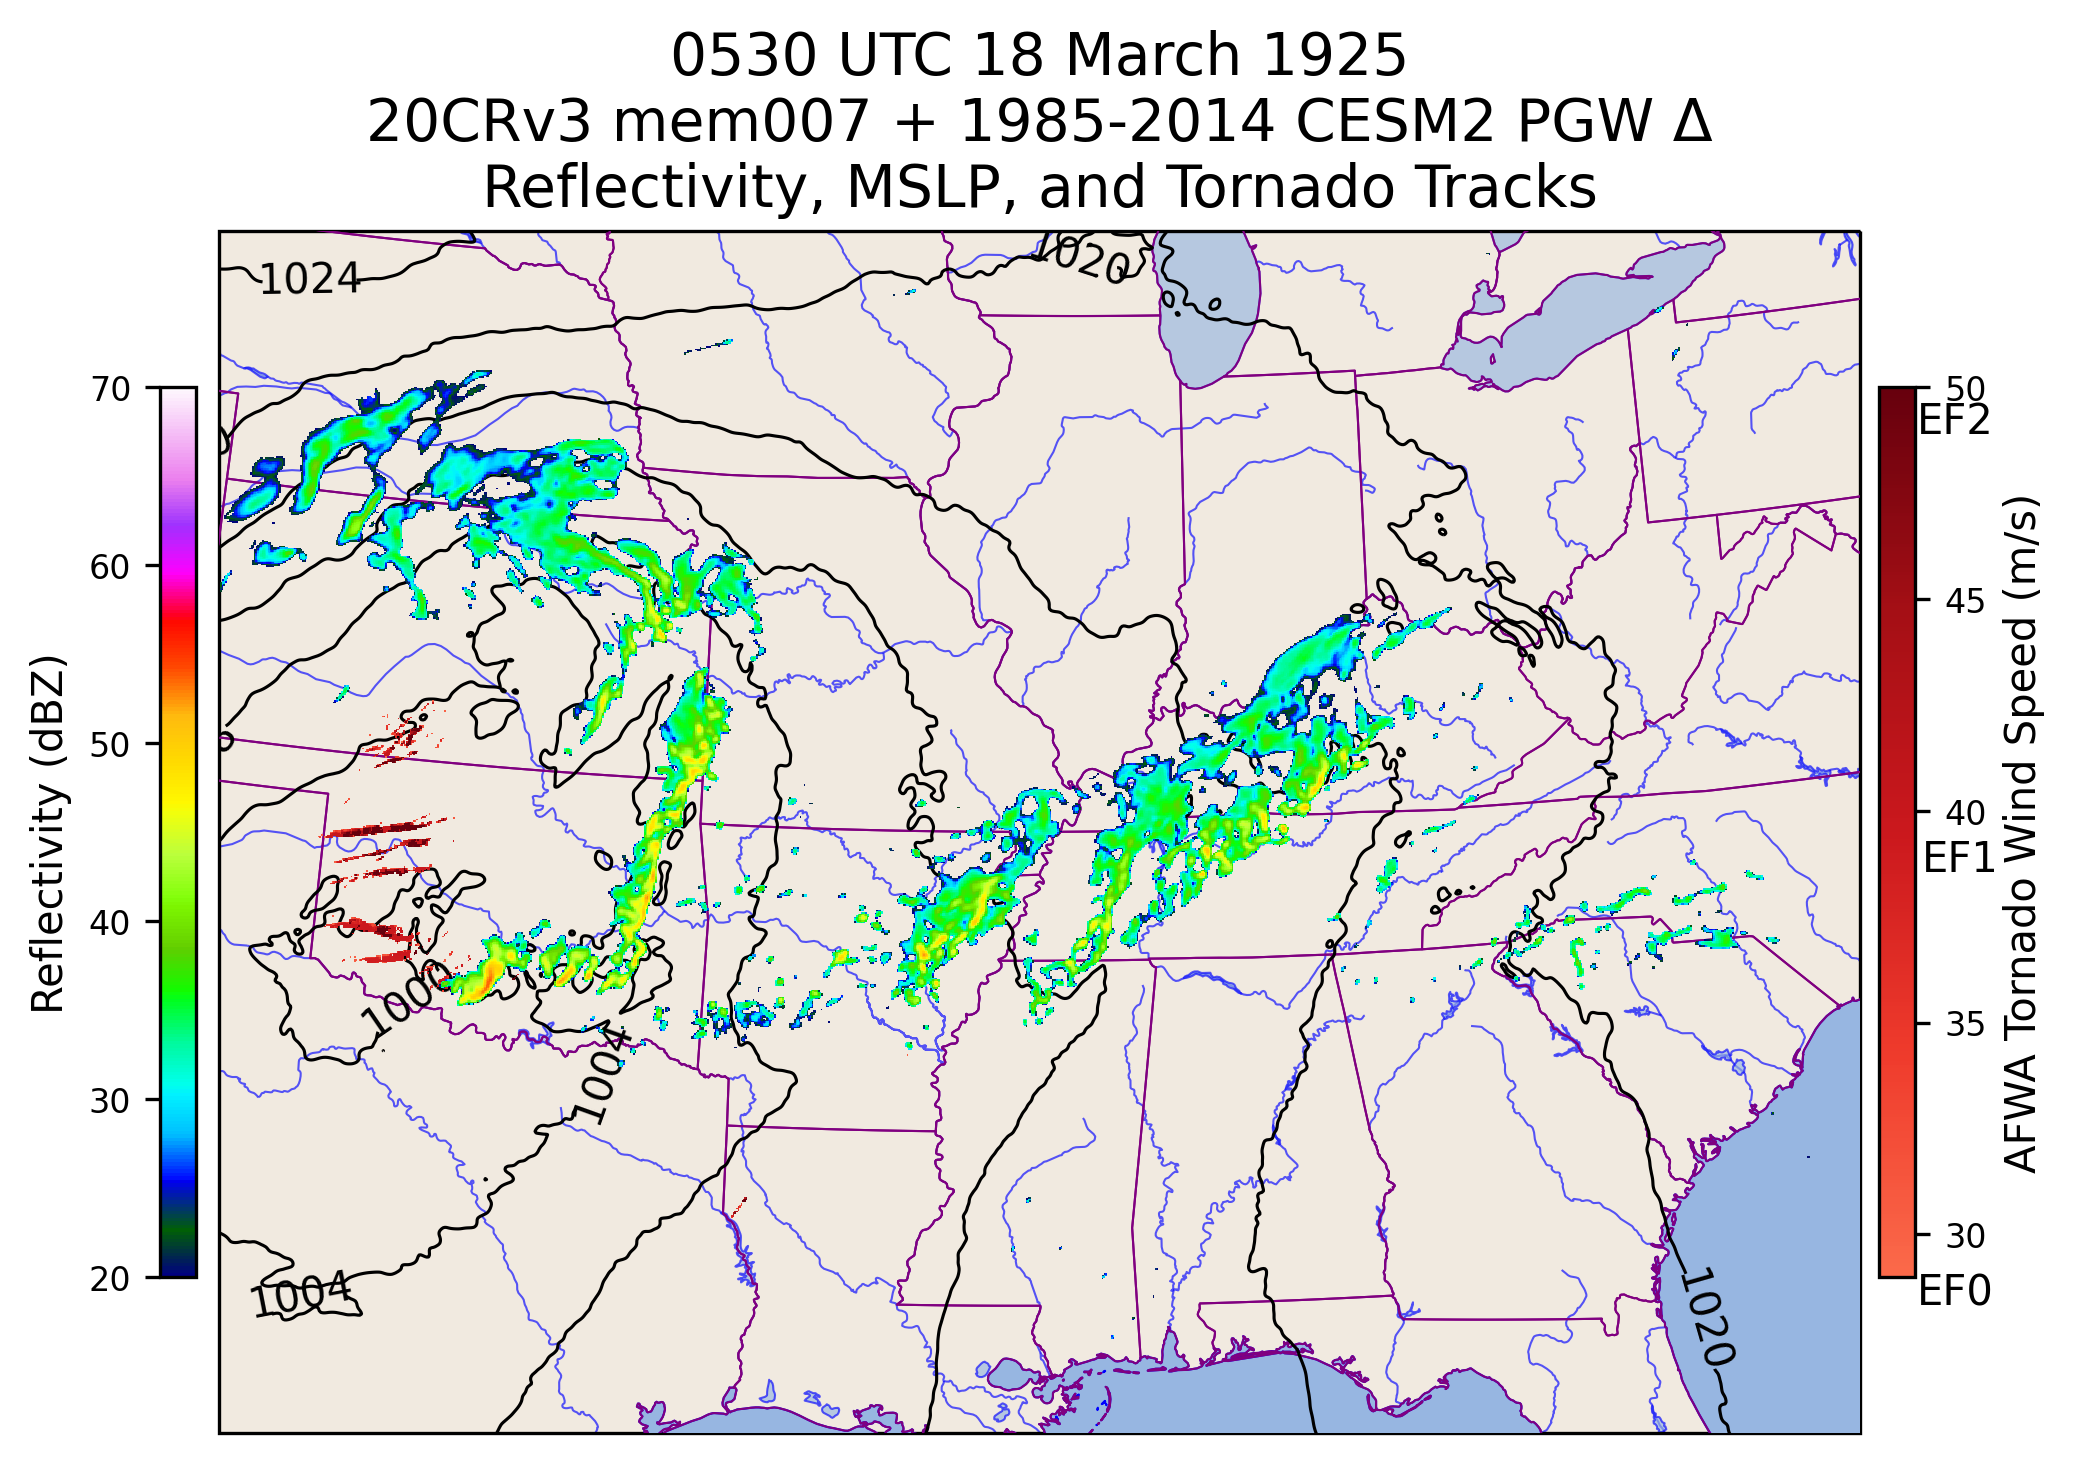 0530 UTC 18 March 1925
20CRv3 mem007 + 1985-2014 CESM2 PGW Δ
Reflectivity, MSLP, and Tornado Tracks
1024
1020
70
60
50
40
30
20
Reflectivity (dBZ)
1000
1004
1004
1020
50
EF2
45
40
EF1
35
30
EF0
AFWA Tornado Wind Speed (m/s)